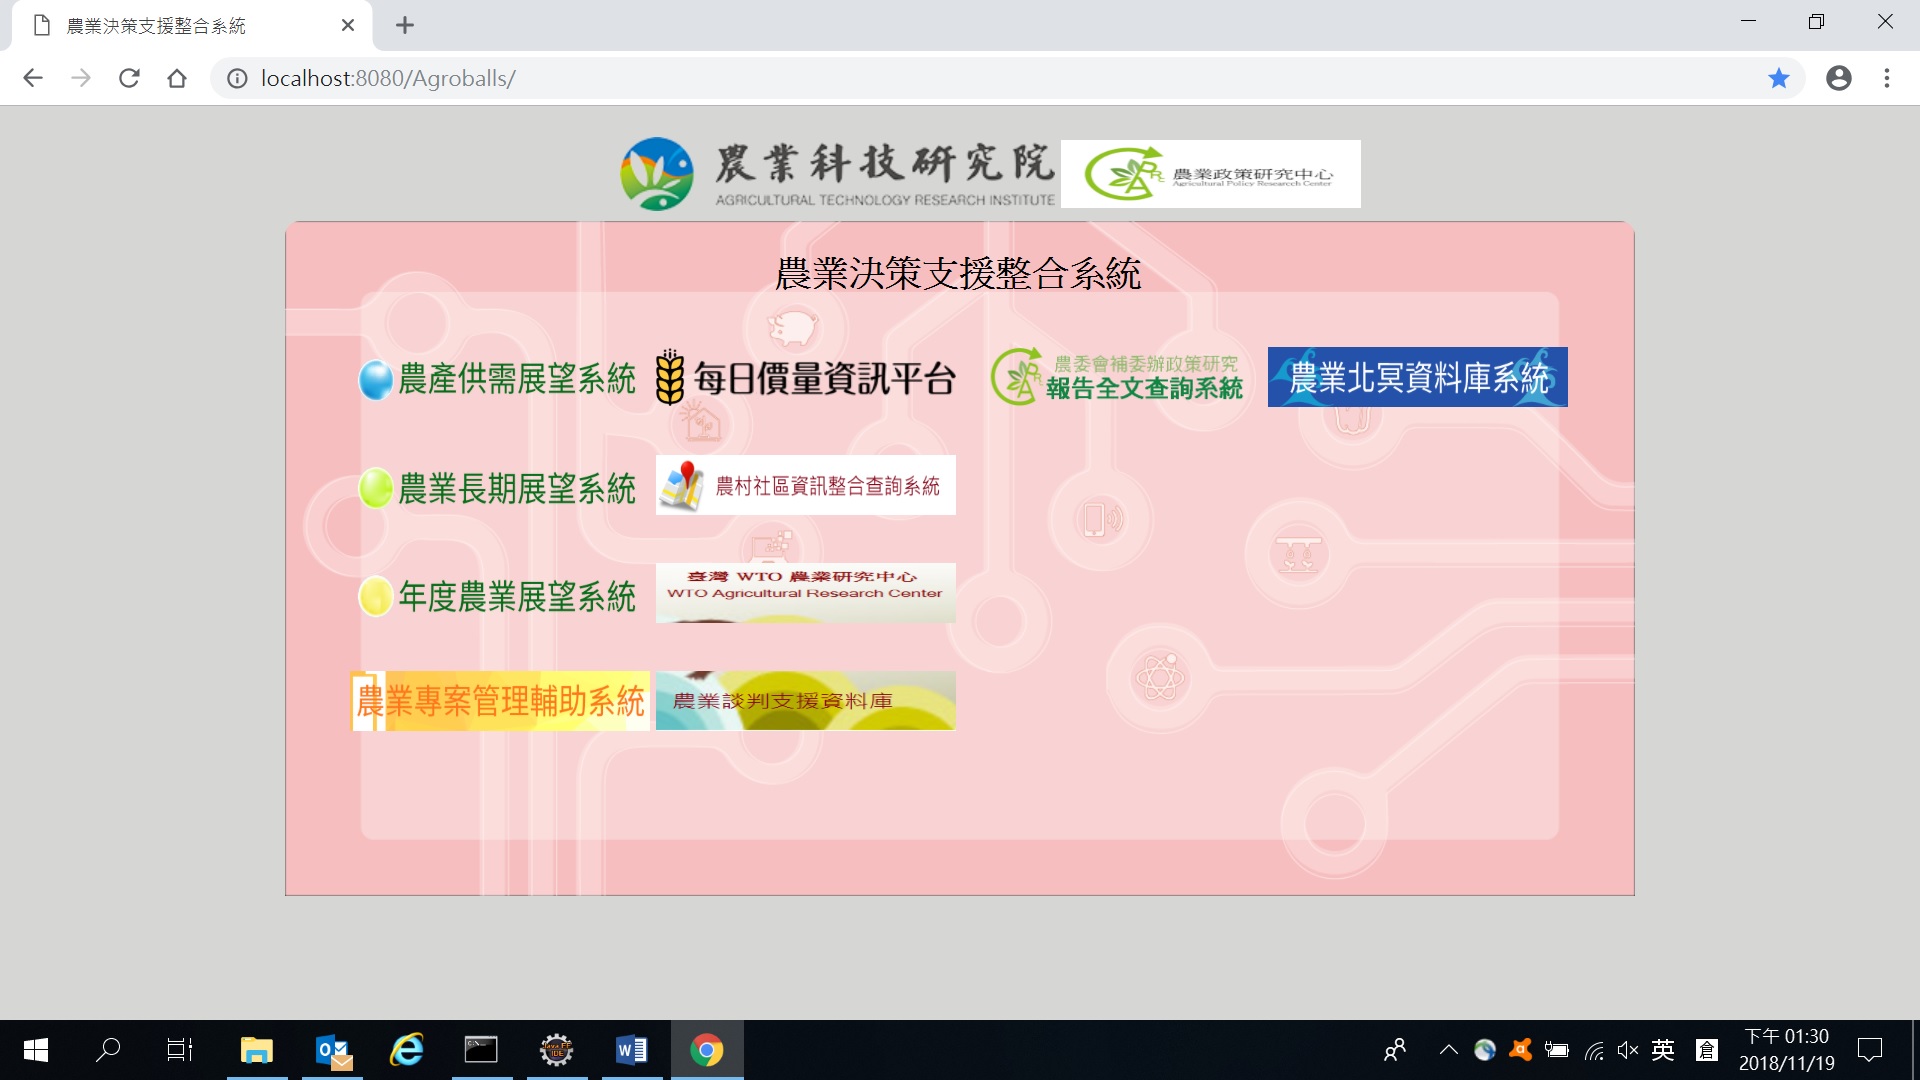 農業決策支援整合系統
localhost:8080/Agroballs/
農業科技研究院
AGRICULTURAL TECHNOLOGY RESEARCH INSTITUTE
農業政策研究中心
Agricultural Policy Research Center
農業決策支援整合系統
農產供需展望系統
每日價量資訊平台
農委會補委辦政策研究
報告全文查詢系統
農業北冥資料庫系統
農業長期展望系統
農村社區資訊整合查詢系統
年度農業展望系統
臺灣 WTO 農業研究中心
WTO Agricultural Research Center
農業專案管理輔助系統
農業談判支援資料庫
英
倉
下午 01:30
2018/11/19